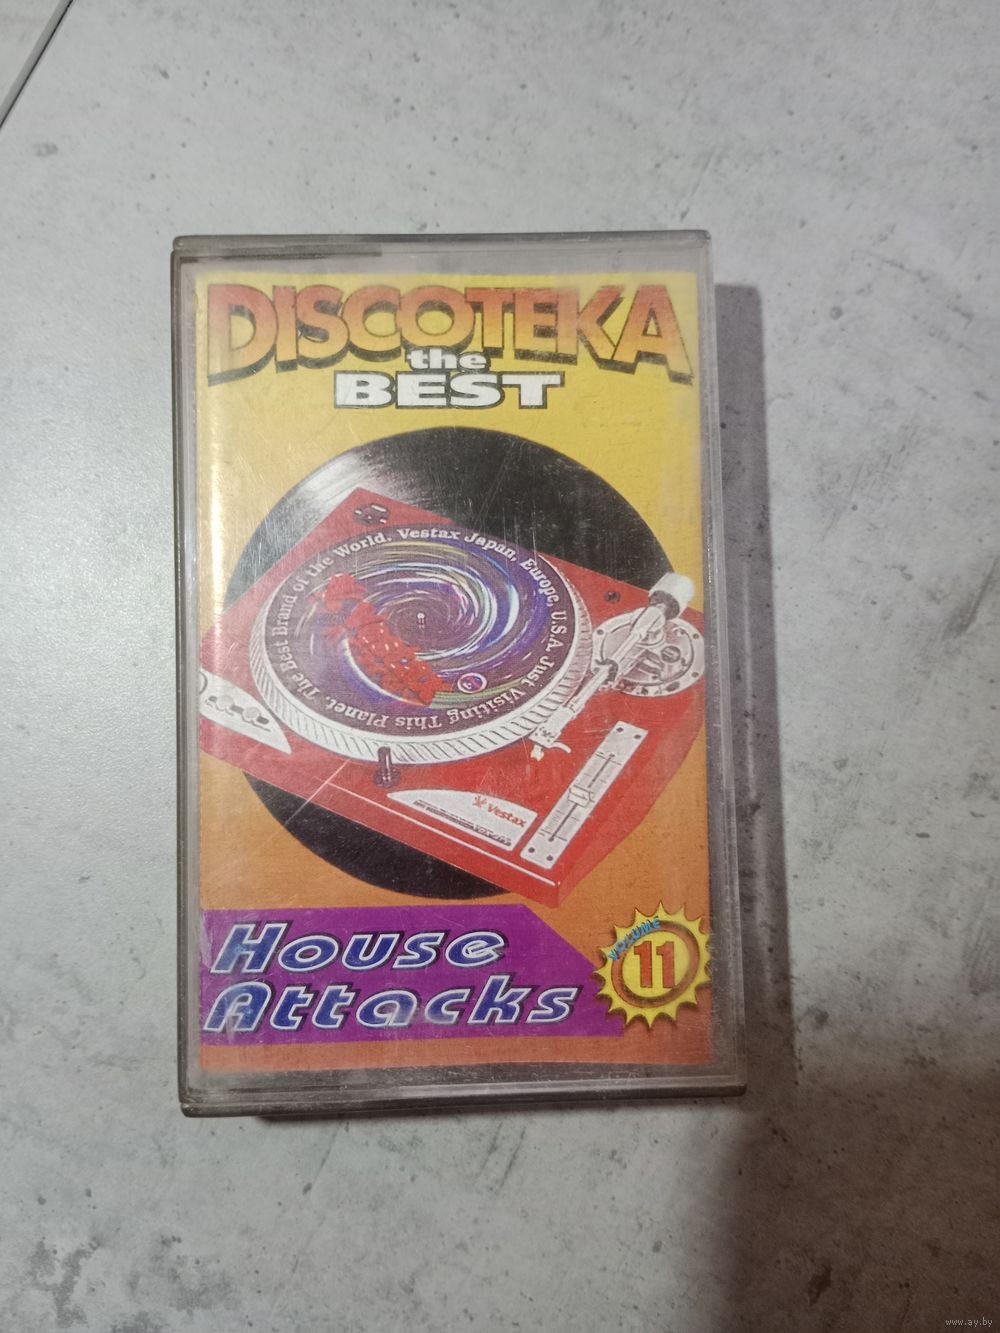 DISCOTEKA
the
BEST
The Best Brand of the World. Vestax Japan, Europe, U.S.A. Just Visiting This Planet.
Vestax
House
Attacks
VOLUME
11
www.ay.by